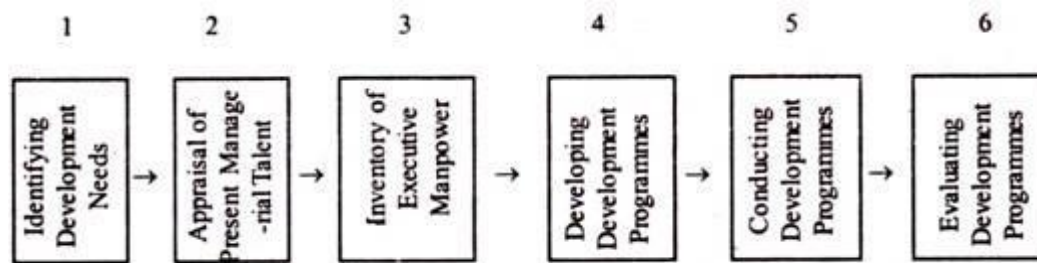 1
2
3
4
5
6
Identifying
Development
Needs
→
Appraisal of
Present Manage
-rial Talent
→
Inventory of
Executive
Manpower
→
Developing
Development
Programmes
→
Conducting
Development
Programmes
→
Evaluating
Development
Programmes